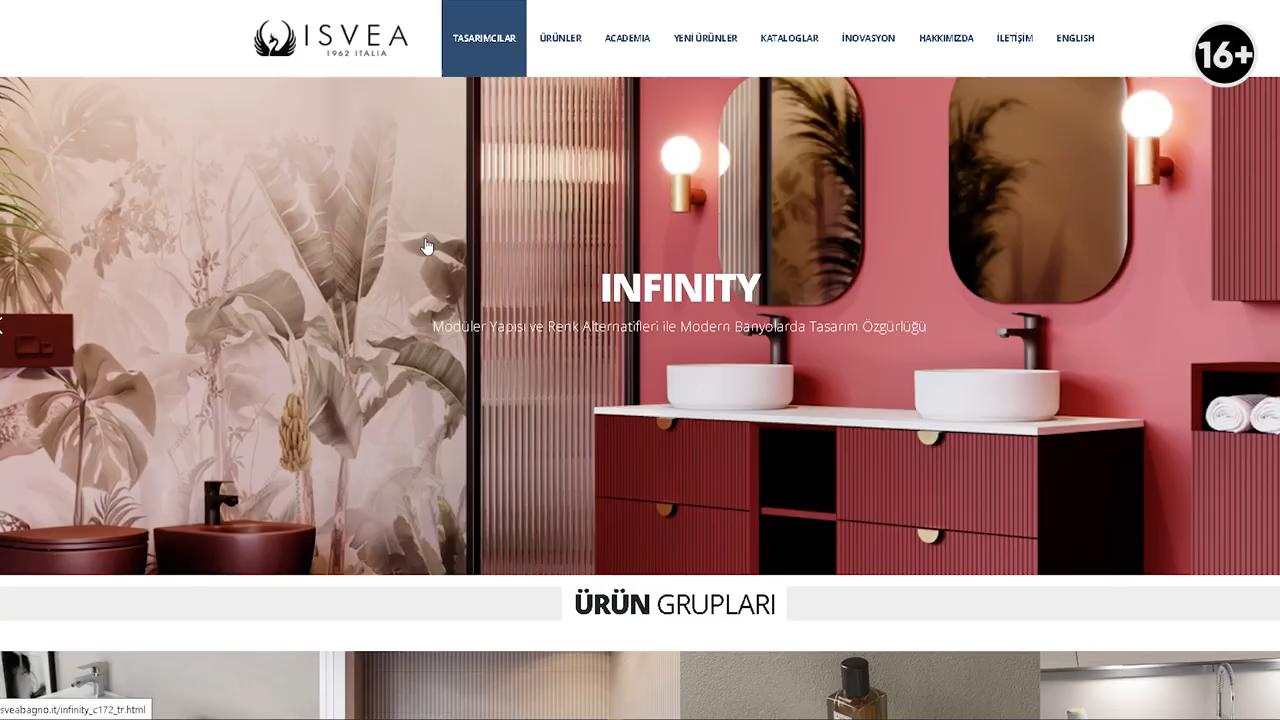 ISVEA
1962 ITALIA
TASARIMCILAR
ÜRÜNLER
ACADEMIA
YENİ ÜRÜNLER
KATALOGLAR
İNOVASYON
HAKKIMIZDA
İLETİŞİM
ENGLISH
16+
INFINITY
Modüler Yapısı ve Renk Alternatifleri ile Modern Banyolarda Tasarım Özgürlüğü
ÜRÜN GRUPLARI
sveabagno.it/infinity_c172_tr.html